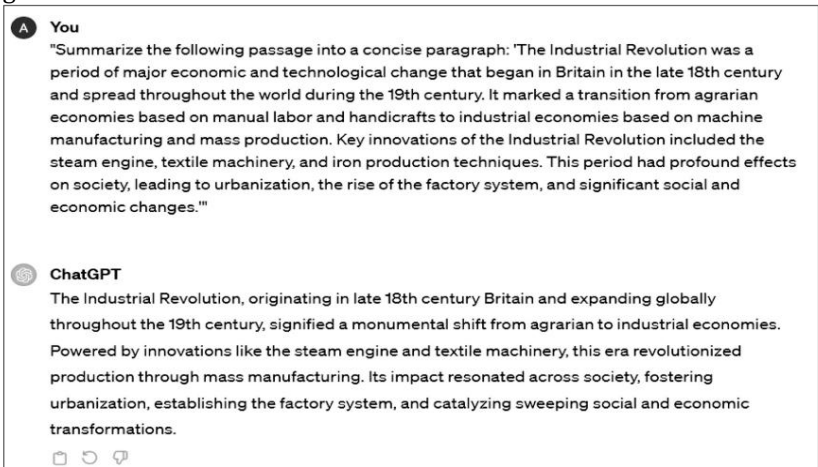 A You
"Summarize the following passage into a concise paragraph: 'The Industrial Revolution was a
period of major economic and technological change that began in Britain in the late 18th century
and spread throughout the world during the 19th century. It marked a transition from agrarian
economies based on manual labor and handicrafts to industrial economies based on machine
manufacturing and mass production. Key innovations of the Industrial Revolution included the
steam engine, textile machinery, and iron production techniques. This period had profound effects
on society, leading to urbanization, the rise of the factory system, and significant social and
economic changes.'"
ChatGPT
The Industrial Revolution, originating in late 18th century Britain and expanding globally
throughout the 19th century, signified a monumental shift from agrarian to industrial economies.
Powered by innovations like the steam engine and textile machinery, this era revolutionized
production through mass manufacturing. Its impact resonated across society, fostering
urbanization, establishing the factory system, and catalyzing sweeping social and economic
transformations.